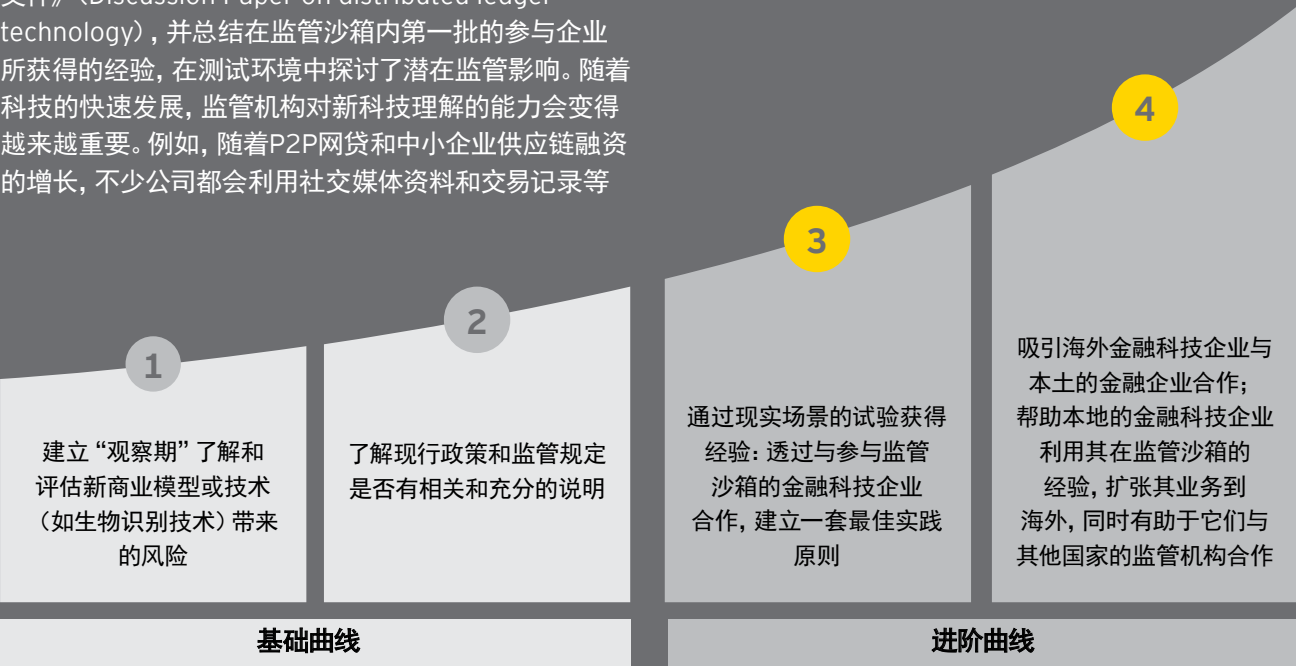 文件》（Discussion Paper on distributed ledger
technology），并总结在监管沙箱内第一批的参与企业
所获得的经验，在测试环境中探讨了潜在监管影响。随着
科技的快速发展，监管机构对新科技理解的能力会变得
越来越重要。例如，随着P2P网贷和中小企业供应链融资
的增长，不少公司都会利用社交媒体资料和交易记录等
1
建立“观察期”了解和
评估新商业模型或技术
（如生物识别技术）带来
的风险
2
了解现行政策和监管规定
是否有相关和充分的说明
3
通过现实场景的试验获得
经验：透过与参与监管
沙箱的金融科技企业
合作，建立一套最佳实践
原则
4
吸引海外金融科技企业与
本土的金融企业合作；
帮助本地的金融科技企业
利用其在监管沙箱的
经验，扩张其业务到
海外，同时有助于它们与
其他国家的监管机构合作
基础曲线
进阶曲线